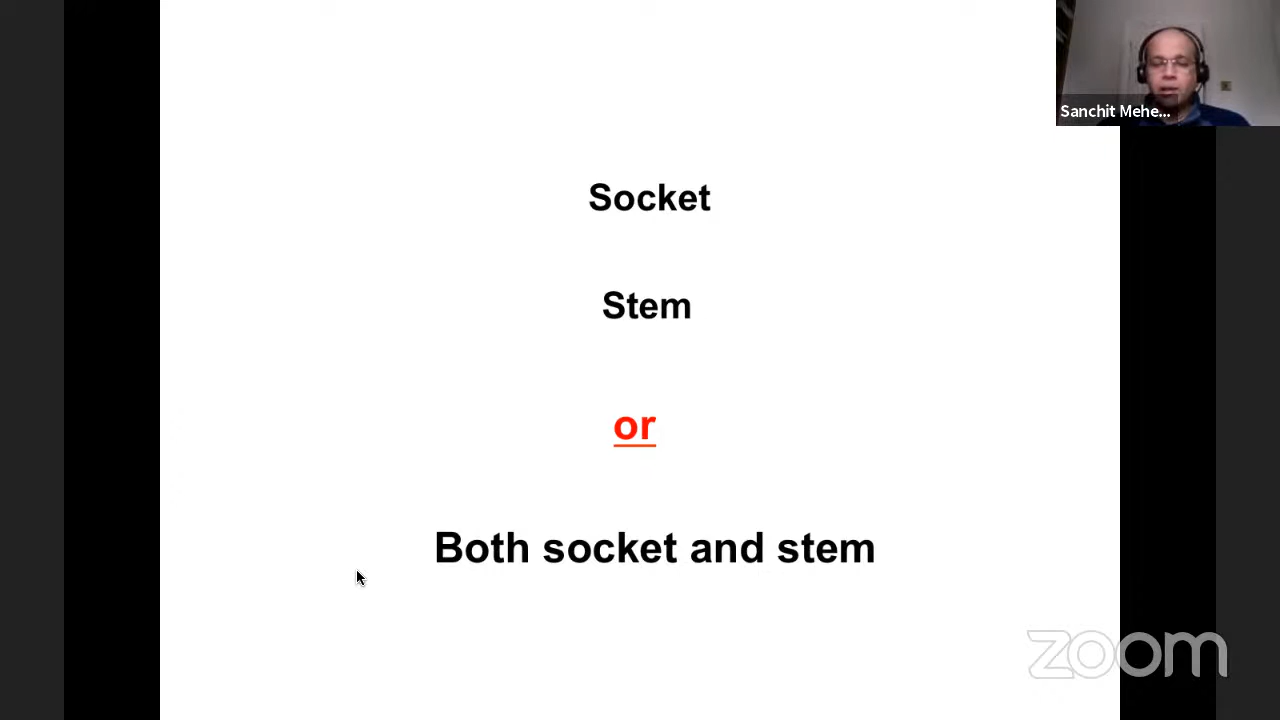 Sanchit Mehe...
Socket
Stem
or
Both socket and stem
zoom